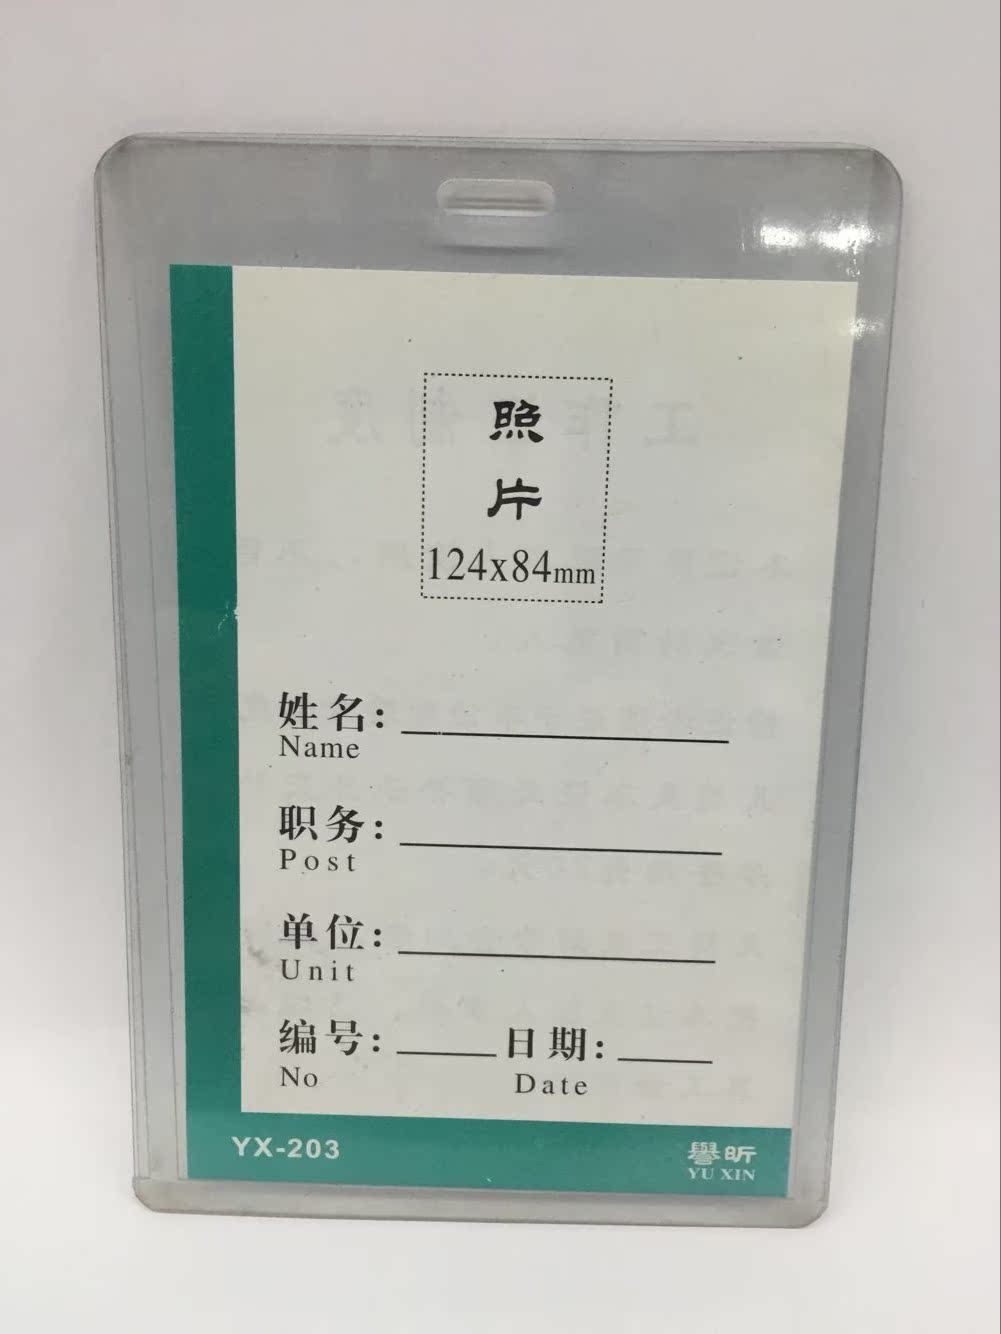 照
片
124x84mm
姓名:
Name
职务:
Post
单位:
Unit
编号: 日期:
No Date
YX-203 譽昕
YU XIN